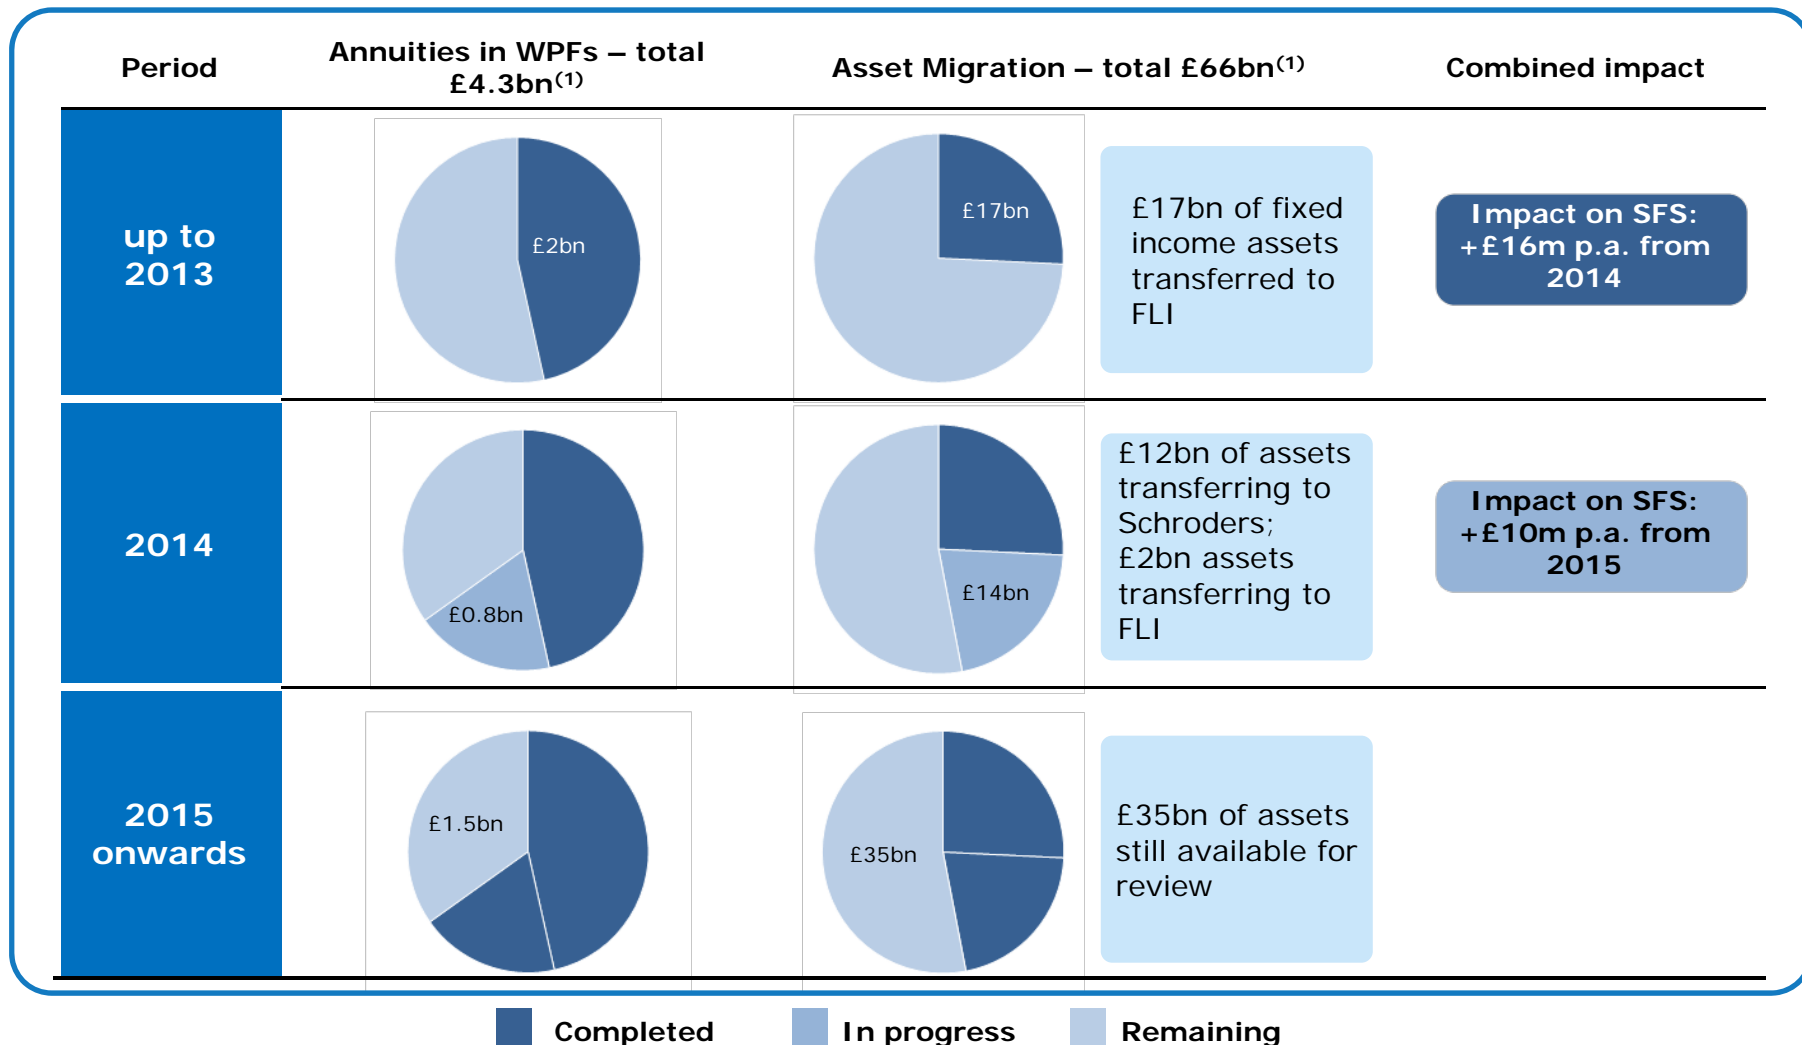 Period
Annuities in WPFs – total
£4.3bn(1)
Asset Migration – total £66bn(1)
Combined impact
up to
2013
£2bn
£17bn
£17bn of fixed
income assets
transferred to
FLI
Impact on SFS:
+£16m p.a. from
2014
2014
£0.8bn
£14bn
£12bn of assets
transferring to
Schroders;
£2bn assets
transferring to
FLI
Impact on SFS:
+£10m p.a. from
2015
2015
onwards
£1.5bn
£35bn
£35bn of assets
still available for
review
Completed
In progress
Remaining